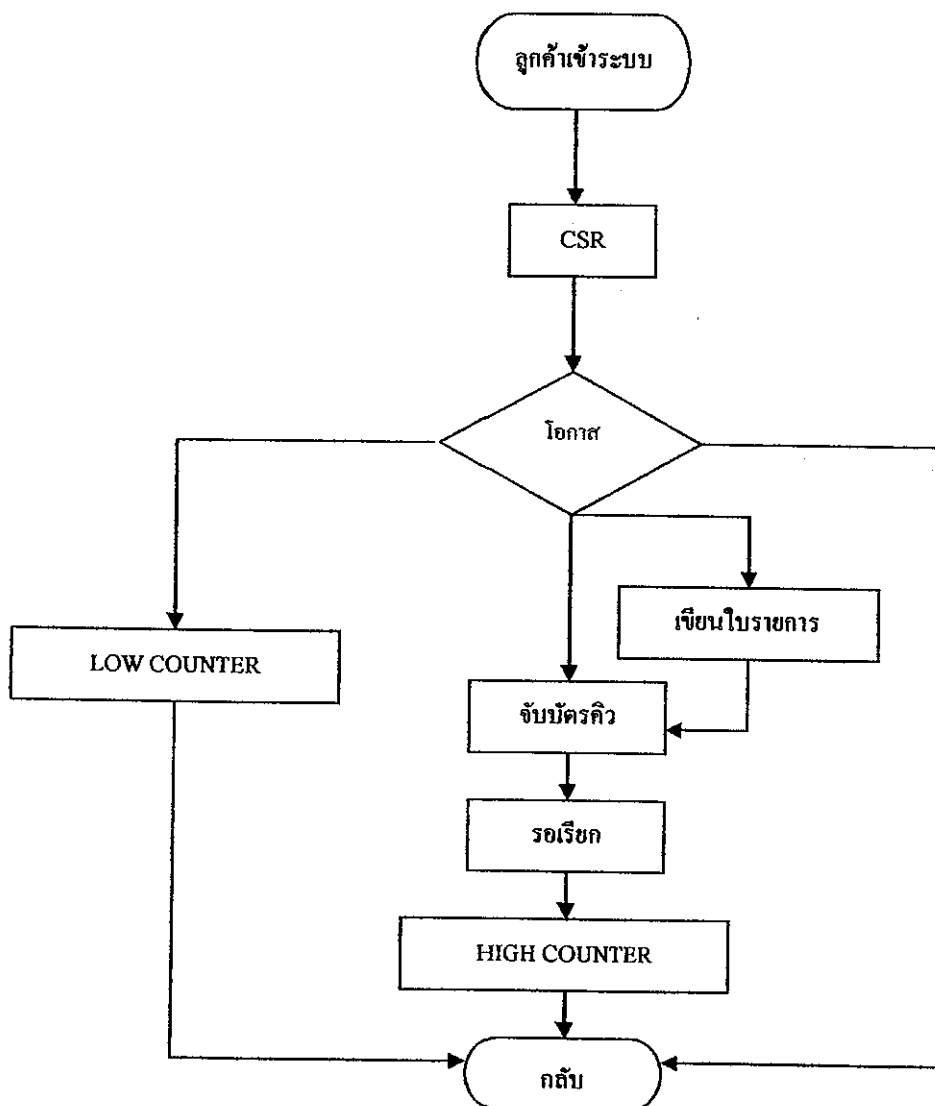 ลูกค้าเข้าระบบ
CSR
โอกาส
เขียนใบรายการ
LOW COUNTER
จับบัตรคิว
รอเรียก
HIGH COUNTER
กลับ